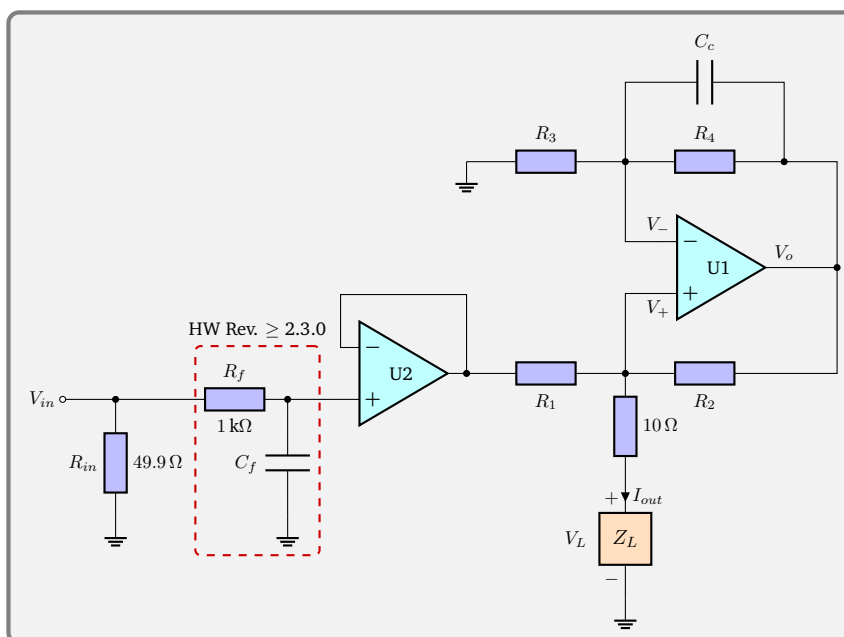 C_c
R_3
R_4
V_-
−
U1
V_o
+
V_+
HW Rev. ≥ 2.3.0
−
U2
+
R_f
1 kΩ
V_in
R_1
R_2
R_in
49.9 Ω
C_f
10 Ω
+
I_out
V_L
Z_L
−